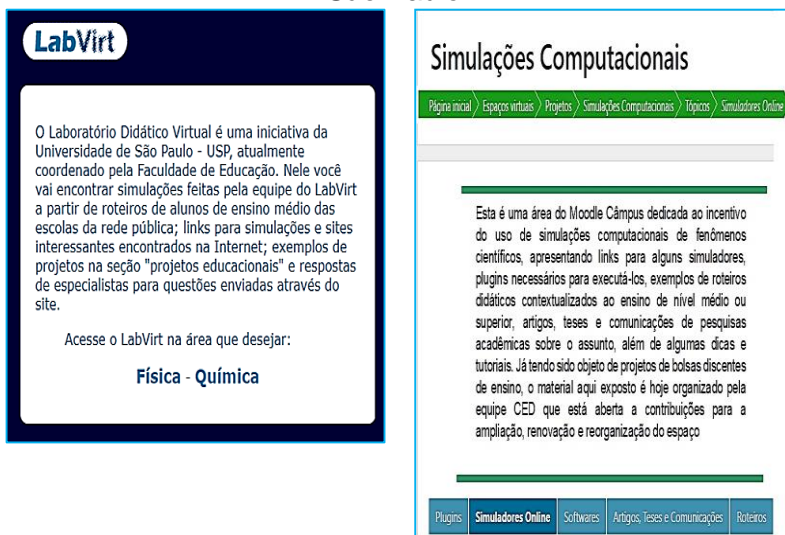 LabVirt
O Laboratório Didático Virtual é uma iniciativa da
Universidade de São Paulo - USP, atualmente
coordenado pela Faculdade de Educação. Nele você
vai encontrar simulações feitas pela equipe do LabVirt
a partir de roteiros de alunos de ensino médio das
escolas da rede pública; links para simulações e sites
interessantes encontrados na Internet; exemplos de
projetos na seção "projetos educacionais" e respostas
de especialistas para questões enviadas através do
site.
Acesse o LabVirt na área que desejar:
Física - Química
Simulações Computacionais
Página inicial Espaços virtuais Projetos Simulações Computacionais Tópicos Simuladores Online
Esta é uma área do Moodle Câmpus dedicada ao incentivo
do uso de simulações computacionais de fenômenos
científicos, apresentando links para alguns simuladores,
plugins necessários para executá-los, exemplos de roteiros
didáticos contextualizados ao ensino de nível médio ou
superior, artigos, teses e comunicações de pesquisas
acadêmicas sobre o assunto, além de algumas dicas e
tutoriais. Já tendo sido objeto de projetos de bolsas discentes
de ensino, o material aqui exposto é hoje organizado pela
equipe CED que está aberta a contribuições para a
ampliação, renovação e reorganização do espaço
Plugins Simuladores Online Softwares Artigos, Teses e Comunicações Roteiros